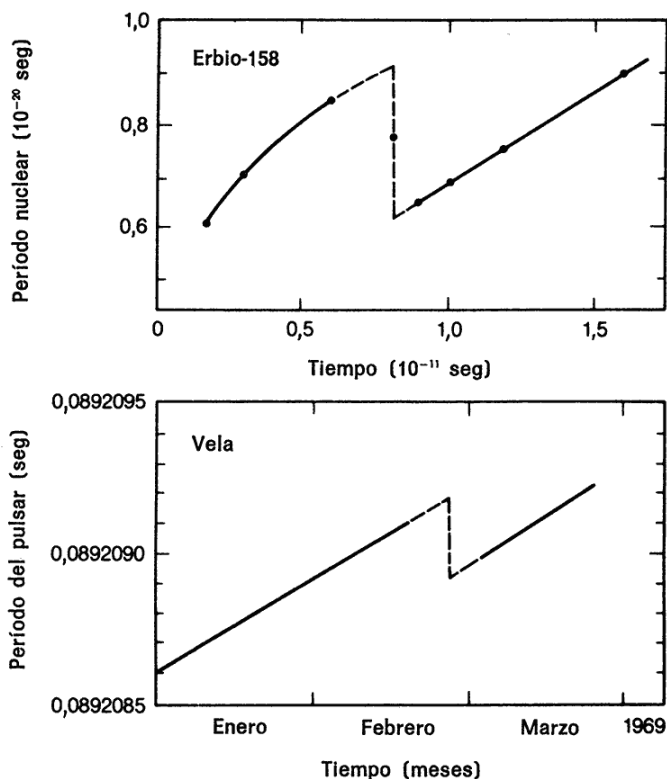 Período nuclear (10⁻²⁰ seg)
1,0
0,8
0,6
Erbio-158
0
0,5
1,0
1,5
Tiempo (10⁻¹¹ seg)
Período del pulsar (seg)
0,0892095
0,0892090
0,0892085
Vela
Enero
Febrero
Marzo
1969
Tiempo (meses)